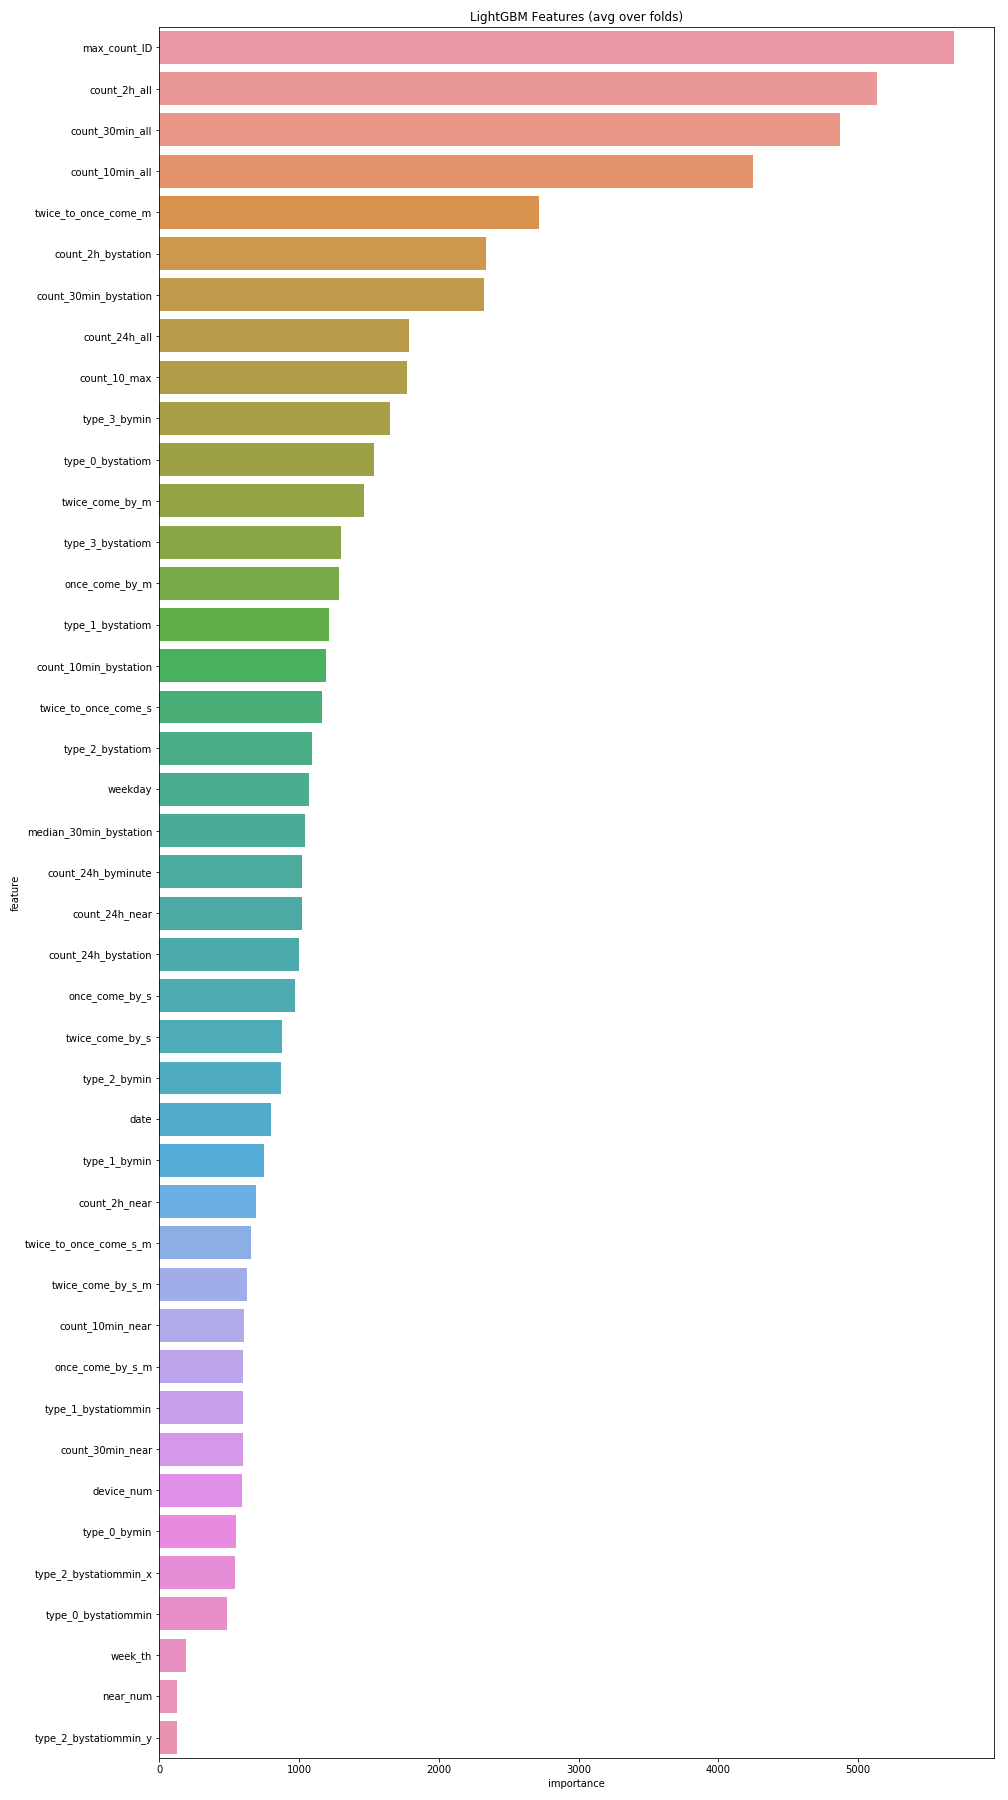 LightGBM Features (avg over folds)
max_count_ID
count_2h_all
count_30min_all
count_10min_all
twice_to_once_come_m
count_2h_bystation
count_30min_bystation
count_24h_all
count_10_max
type_3_bymin
type_0_bystatiom
twice_come_by_m
type_3_bystatiom
once_come_by_m
type_1_bystatiom
count_10min_bystation
twice_to_once_come_s
type_2_bystatiom
weekday
median_30min_bystation
count_24h_byminute
count_24h_near
count_24h_bystation
once_come_by_s
twice_come_by_s
type_2_bymin
date
type_1_bymin
count_2h_near
twice_to_once_come_s_m
twice_come_by_s_m
count_10min_near
once_come_by_s_m
type_1_bystatiommin
count_30min_near
device_num
type_0_bymin
type_2_bystatiommin_x
type_0_bystatiommin
week_th
near_num
type_2_bystatiommin_y
feature
0 1000 2000 3000 4000 5000
importance